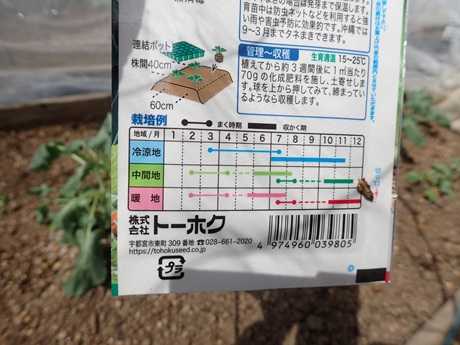 育苗中は防虫ネットなどを利用すると強
い雨や害虫予防に効果的です。沖縄では
9~3月までタネまきできます。
管理〜収穫
生育適温 15~25℃
植えてから約3週間後に1㎡当たり
70gの化成肥料を施し、土寄せしま
す。球を上から押してみて、締まってい
るようなら収穫します。
連結ポット
株間40cm
60cm
栽培例
まく時期
収かく期
地域/月 1 2 3 4 5 6 7 8 9 10 11 12
冷涼地
中間地
暖地
株式会社 トーホク
宇都宮市東町309番地 ☎028-661-2020
https://tohokuseed.co.jp
プラ
4 974960 039805